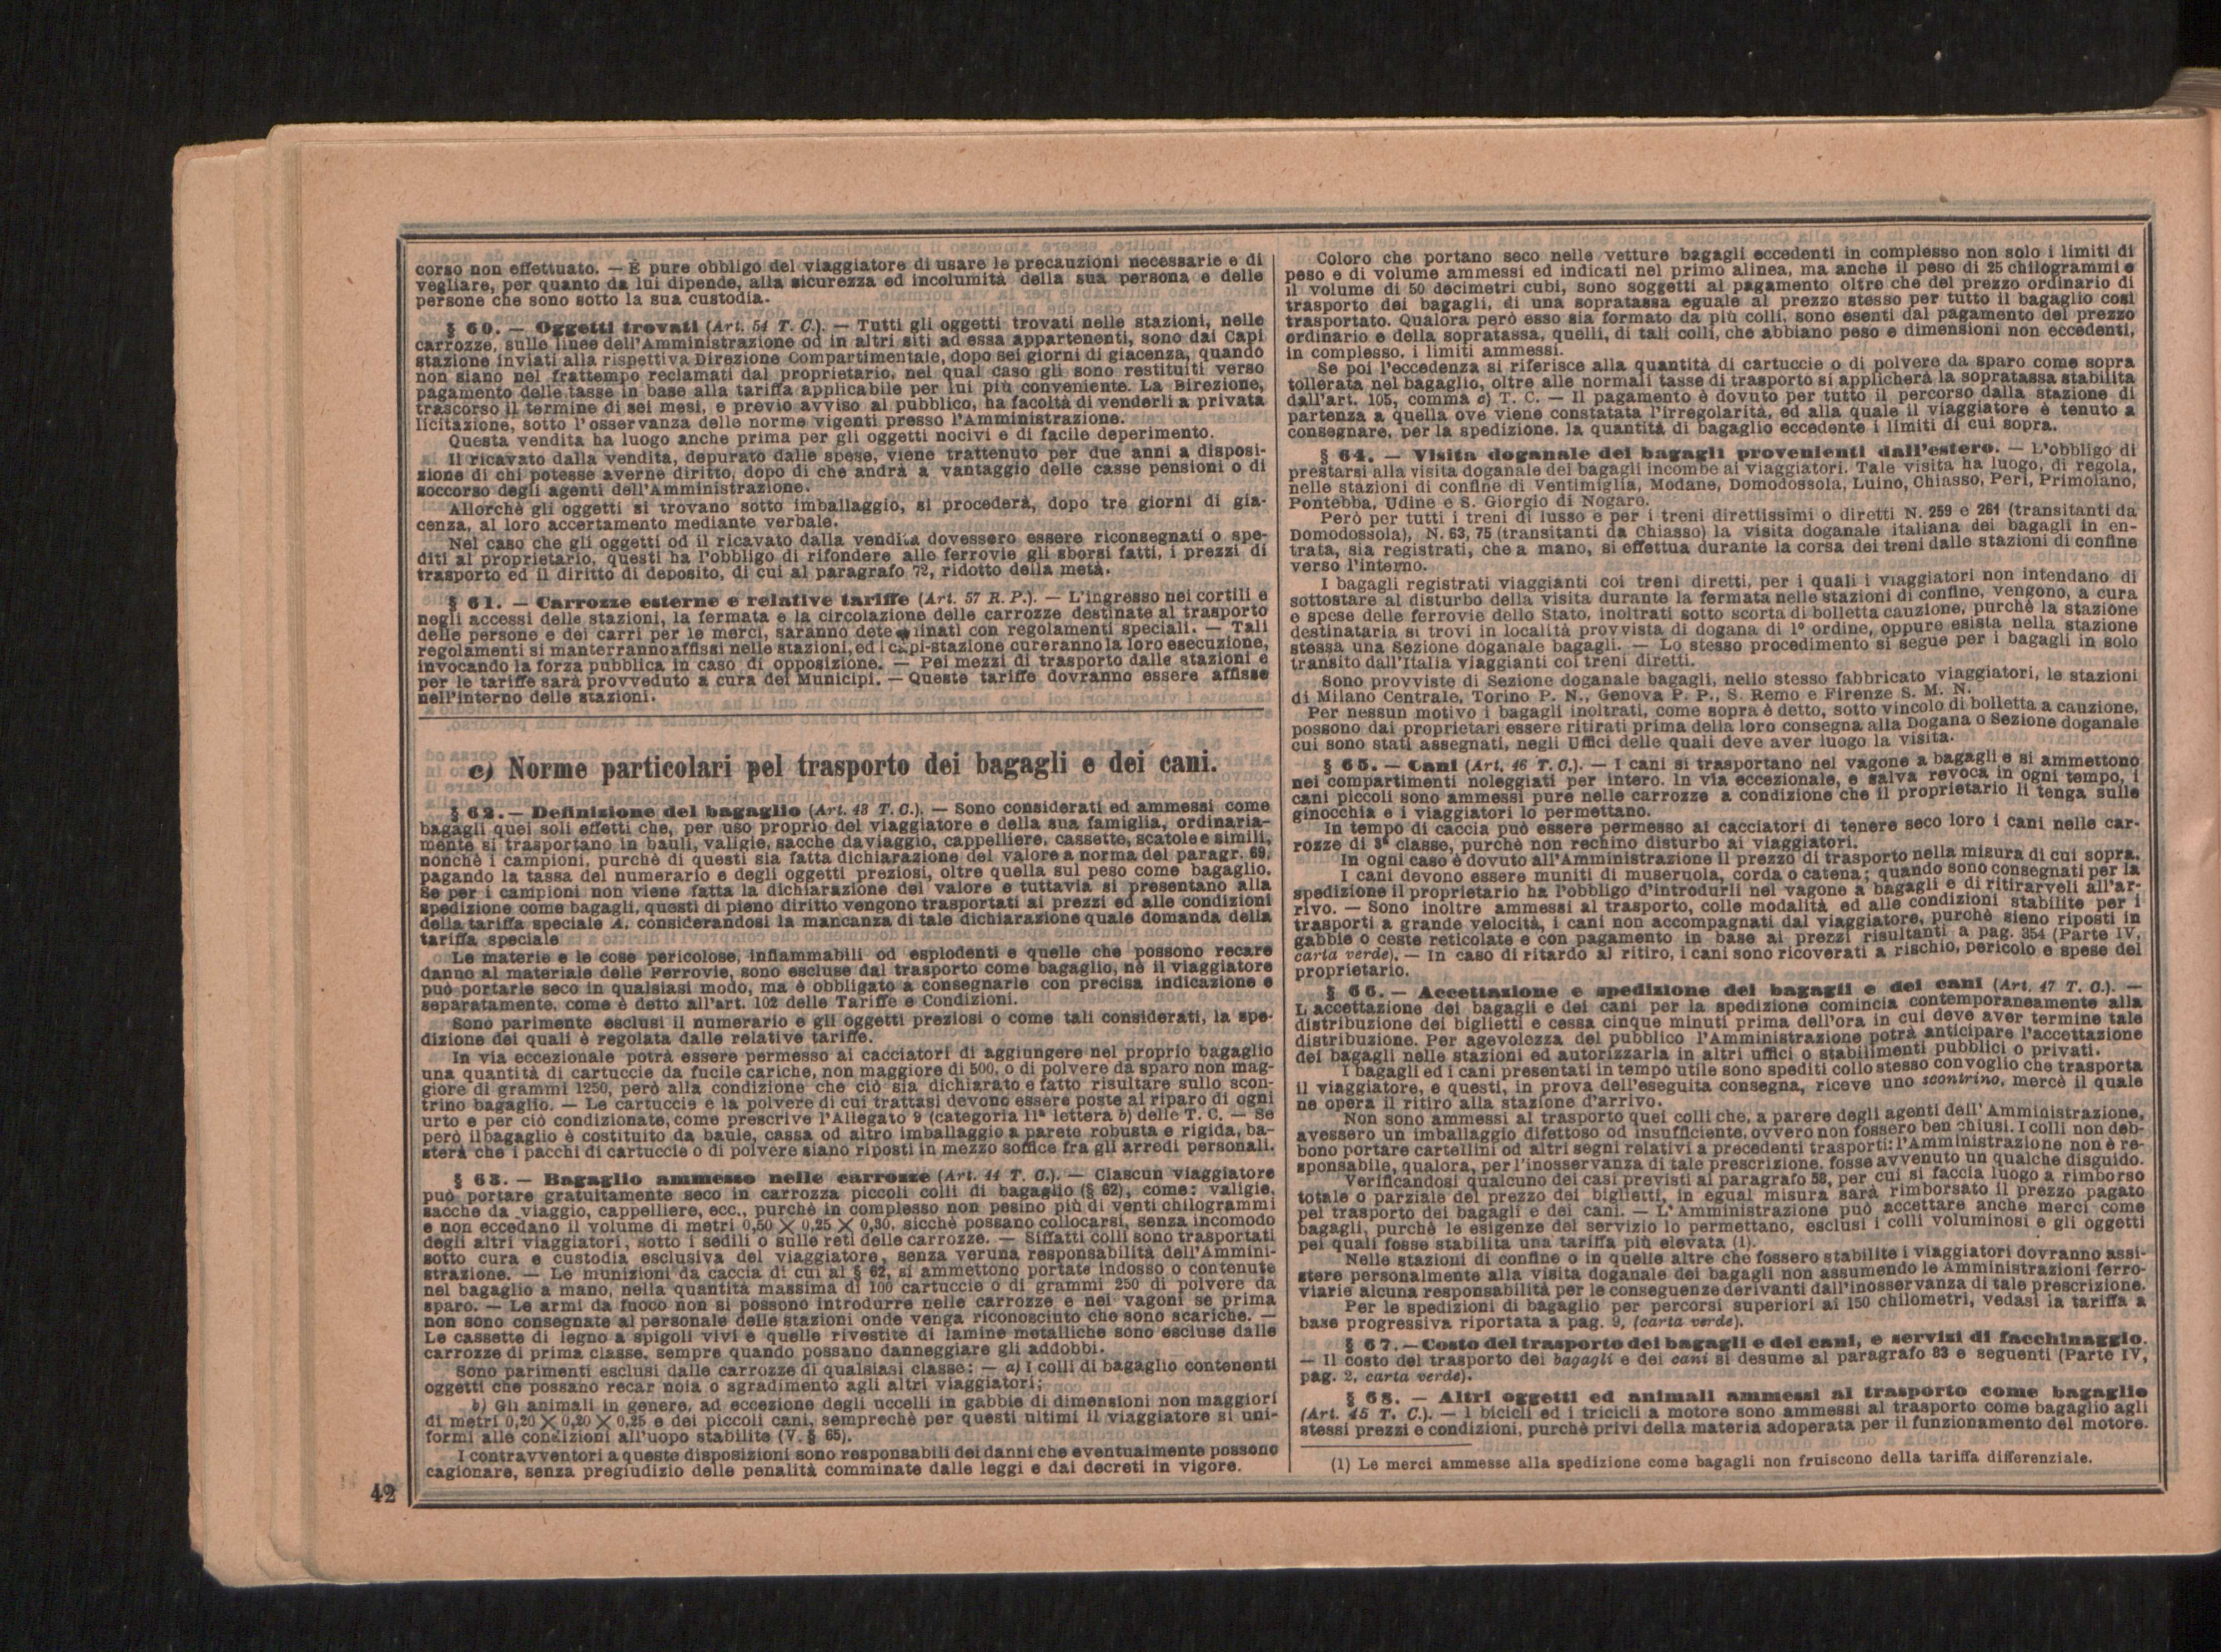 corso non effettuato. — È pure obbligo del viaggiatore di usare le precauzioni necessarie e di
vegliare, per quanto da lui dipende, alla sicurezza ed incolumità della sua persona e delle
persone che sono sotto la sua custodia.
§ 60. — Oggetti trovati (Art. 54 T. C.). — Tutti gli oggetti trovati nelle stazioni, nelle
carrozze, sulle linee dell'Amministrazione od in altri siti ad essa appartenenti, sono dai Capi
stazione inviati alla rispettiva Direzione Compartimentale, dopo sei giorni di giacenza, quando
non siano nel frattempo reclamati dal proprietario, nel qual caso gli sono restituiti verso
pagamento delle tasse in base alla tariffa applicabile per lui più conveniente. La Direzione,
trascorso il termine di sei mesi, e previo avviso al pubblico, ha facoltà di venderli a privata
licitazione, sotto l'osservanza delle norme vigenti presso l'Amministrazione.
Questa vendita ha luogo anche prima per gli oggetti nocivi e di facile deperimento.
Il ricavato dalla vendita, depurato dalle spese, viene trattenuto per due anni a disposi-
zione di chi potesse averne diritto, dopo di che andrà a vantaggio delle casse pensioni o di
soccorso degli agenti dell'Amministrazione.
Allorchè gli oggetti si trovano sotto imballaggio, si procederà, dopo tre giorni di gia-
cenza, al loro accertamento mediante verbale.
Nel caso che gli oggetti od il ricavato dalla vendita dovessero essere riconsegnati o spe-
diti al proprietario, questi ha l'obbligo di rifondere alle ferrovie gli sborsi fatti, i prezzi di
trasporto ed il diritto di deposito, di cui al paragrafo 72, ridotto della metà.
§ 61. — Carrozze esterne e relative tariffe (Art. 57 R. P.). — L'ingresso nei cortili e
negli accessi delle stazioni, la fermata e la circolazione delle carrozze destinate al trasporto
delle persone e dei carri per le merci, saranno determinati con regolamenti speciali. — Tali
regolamenti si manterranno affissi nelle stazioni, ed i capi-stazione cureranno la loro esecuzione,
invocando la forza pubblica in caso di opposizione. — Pei mezzi di trasporto dalle stazioni e
per le tariffe sarà provveduto a cura dei Municipi. — Queste tariffe dovranno essere affisse
nell'interno delle stazioni.
c) Norme particolari pel trasporto dei bagagli e dei cani.
§ 62. — Definizione del bagaglio (Art. 43 T. C.). — Sono considerati ed ammessi come
bagagli quei soli effetti che, per uso proprio del viaggiatore e della sua famiglia, ordinaria-
mente si trasportano in bauli, valigie, sacche da viaggio, cappelliere, cassette, scatole e simili,
nonchè i campioni, purchè di questi sia fatta dichiarazione del valore a norma del paragr. 69,
pagando la tassa del numerario e degli oggetti preziosi, oltre quella sul peso come bagaglio.
Se per i campioni non viene fatta la dichiarazione del valore e tuttavia si presentano alla
spedizione come bagagli, questi di pieno diritto vengono trasportati ai prezzi ed alle condizioni
della tariffa speciale A, considerandosi la mancanza di tale dichiarazione quale domanda della
tariffa speciale
Le materie e le cose pericolose, infiammabili od esplodenti e quelle che possono recare
danno al materiale delle Ferrovie, sono escluse dal trasporto come bagaglio, nè il viaggiatore
può portarle seco in qualsiasi modo, ma è obbligato a consegnarle con precisa indicazione e
separatamente, come è detto all'art. 102 delle Tariffe e Condizioni.
Sono parimente esclusi il numerario e gli oggetti preziosi o come tali considerati, la spe-
dizione dei quali è regolata dalle relative tariffe.
In via eccezionale potrà essere permesso ai cacciatori di aggiungere nel proprio bagaglio
una quantità di cartuccie da fucile cariche, non maggiore di 500, o di polvere da sparo non mag-
giore di grammi 1250, però alla condizione che ciò sia dichiarato e fatto risultare sullo scon-
trino bagaglio. — Le cartuccie e la polvere di cui trattasi devono essere poste al riparo di ogni
urto e per ciò condizionate, come prescrive l'Allegato 9 (categoria 11ª lettera b) delle T. C. — Se
però il bagaglio è costituito da baule, cassa od altro imballaggio a parete robusta e rigida, ba-
sterà che i pacchi di cartuccie o di polvere siano riposti in mezzo soffice fra gli arredi personali.
§ 63. — Bagaglio ammesso nelle carrozze (Art. 44 T. C.). — Ciascun viaggiatore
può portare gratuitamente seco in carrozza piccoli colli di bagaglio (§ 62), come: valigie,
sacche da viaggio, cappelliere, ecc., purchè in complesso non pesino più di venti chilogrammi
e non eccedano il volume di metri 0,50 × 0,25 × 0,30, sicchè possano collocarsi, senza incomodo
degli altri viaggiatori, sotto i sedili o sulle reti delle carrozze. — Siffatti colli sono trasportati
sotto cura e custodia esclusiva del viaggiatore, senza veruna responsabilità dell'Ammini-
strazione. — Le munizioni da caccia di cui al § 62, si ammettono portate indosso o contenute
nel bagaglio a mano, nella quantità massima di 100 cartuccie o di grammi 250 di polvere da
sparo. — Le armi da fuoco non si possono introdurre nelle carrozze e nei vagoni se prima
non sono consegnate al personale delle stazioni onde venga riconosciuto che sono scariche. —
Le cassette di legno a spigoli vivi e quelle rivestite di lamine metalliche sono escluse dalle
carrozze di prima classe, sempre quando possano danneggiare gli addobbi.
Sono parimenti esclusi dalle carrozze di qualsiasi classe: — a) I colli di bagaglio contenenti
oggetti che possano recar noia o sgradimento agli altri viaggiatori;
b) Gli animali in genere, ad eccezione degli uccelli in gabbie di dimensioni non maggiori
di metri 0,20 × 0,20 × 0,25 e dei piccoli cani, sempreché per questi ultimi il viaggiatore si uni-
formi alle condizioni all'uopo stabilite (V. § 65).
I contravventori a queste disposizioni sono responsabili dei danni che eventualmente possono
cagionare, senza pregiudizio delle penalità comminate dalle leggi e dai decreti in vigore.
42
Coloro che portano seco nelle vetture bagagli eccedenti in complesso non solo i limiti di
peso e di volume ammessi ed indicati nel primo alinea, ma anche il peso di 25 chilogrammi e
il volume di 50 decimetri cubi, sono soggetti al pagamento oltre che del prezzo ordinario di
trasporto dei bagagli, di una sopratassa eguale al prezzo stesso per tutto il bagaglio così
trasportato. Qualora però esso sia formato da più colli, sono esenti dal pagamento del prezzo
ordinario e della sopratassa, quelli, di tali colli, che abbiano peso e dimensioni non eccedenti,
in complesso, i limiti ammessi.
Se poi l'eccedenza si riferisce alla quantità di cartuccie o di polvere da sparo come sopra
tollerata nel bagaglio, oltre alle normali tasse di trasporto si applicherà la sopratassa stabilita
dall'art. 105, comma c) T. C. — Il pagamento è dovuto per tutto il percorso dalla stazione di
partenza a quella ove viene constatata l'irregolarità, ed alla quale il viaggiatore è tenuto a
consegnare, per la spedizione, la quantità di bagaglio eccedente i limiti di cui sopra.
§ 64. — Visita doganale dei bagagli provenienti dall'estero. — L'obbligo di
prestarsi alla visita doganale dei bagagli incombe ai viaggiatori. Tale visita ha luogo, di regola,
nelle stazioni di confine di Ventimiglia, Modane, Domodossola, Luino, Chiasso, Peri, Primolano,
Pontebba, Udine e S. Giorgio di Nogaro.
Però per tutti i treni di lusso e per i treni direttissimi o diretti N. 259 e 261 (transitanti da
Domodossola), N. 63, 75 (transitanti da Chiasso) la visita doganale italiana dei bagagli in en-
trata, sia registrati, che a mano, si effettua durante la corsa dei treni dalle stazioni di confine
verso l'interno.
I bagagli registrati viaggianti coi treni diretti, per i quali i viaggiatori non intendano di
sottostare al disturbo della visita durante la fermata nelle stazioni di confine, vengono, a cura
e spese delle ferrovie dello Stato, inoltrati sotto scorta di bolletta cauzione, purchè la stazione
destinataria si trovi in località provvista di dogana di 1º ordine, oppure esista nella stazione
stessa una Sezione doganale bagagli. — Lo stesso procedimento si segue per i bagagli in solo
transito dall'Italia viaggianti coi treni diretti.
Sono provviste di Sezione doganale bagagli, nello stesso fabbricato viaggiatori, le stazioni
di Milano Centrale, Torino P. N., Genova P. P., S. Remo e Firenze S. M. N.
Per nessun motivo i bagagli inoltrati, come sopra è detto, sotto vincolo di bolletta a cauzione,
possono dai proprietari essere ritirati prima della loro consegna alla Dogana o Sezione doganale
cui sono stati assegnati, negli Uffici delle quali deve aver luogo la visita.
§ 65. — Cani (Art. 46 T. C.). — I cani si trasportano nel vagone a bagagli e si ammettono
nei compartimenti noleggiati per intero. In via eccezionale, e salva revoca in ogni tempo, i
cani piccoli sono ammessi pure nelle carrozze a condizione che il proprietario li tenga sulle
ginocchia e i viaggiatori lo permettano.
In tempo di caccia può essere permesso ai cacciatori di tenere seco loro i cani nelle car-
rozze di 3ª classe, purchè non rechino disturbo ai viaggiatori.
In ogni caso è dovuto all'Amministrazione il prezzo di trasporto nella misura di cui sopra.
I cani devono essere muniti di museruola, corda o catena; quando sono consegnati per la
spedizione il proprietario ha l'obbligo d'introdurli nel vagone a bagagli e di ritirarveli all'ar-
rivo. — Sono inoltre ammessi al trasporto, colle modalità ed alle condizioni stabilite per i
trasporti a grande velocità, i cani non accompagnati dal viaggiatore, purchè sieno riposti in
gabbie o ceste reticolate e con pagamento in base ai prezzi risultanti a pag. 354 (Parte IV,
carta verde). — In caso di ritardo al ritiro, i cani sono ricoverati a rischio, pericolo e spese del
proprietario.
§ 66. — Accettazione e spedizione dei bagagli e dei cani (Art. 47 T. C.). —
L'accettazione dei bagagli e dei cani per la spedizione comincia contemporaneamente alla
distribuzione dei biglietti e cessa cinque minuti prima dell'ora in cui deve aver termine tale
distribuzione. Per agevolezza del pubblico l'Amministrazione potrà anticipare l'accettazione
dei bagagli nelle stazioni ed autorizzarla in altri uffici o stabilimenti pubblici o privati.
I bagagli ed i cani presentati in tempo utile sono spediti collo stesso convoglio che trasporta
il viaggiatore, e questi, in prova dell'eseguita consegna, riceve uno scontrino, mercè il quale
ne opera il ritiro alla stazione d'arrivo.
Non sono ammessi al trasporto quei colli che, a parere degli agenti dell'Amministrazione,
avessero un imballaggio difettoso od insufficiente, ovvero non fossero ben chiusi. I colli non deb-
bono portare cartellini od altri segni relativi a precedenti trasporti: l'Amministrazione non è re-
sponsabile, qualora, per l'inosservanza di tale prescrizione, fosse avvenuto un qualche disguido.
Verificandosi qualcuno dei casi previsti al paragrafo 58, per cui si faccia luogo a rimborso
totale o parziale del prezzo dei biglietti, in egual misura sarà rimborsato il prezzo pagato
pel trasporto dei bagagli e dei cani. — L'Amministrazione può accettare anche merci come
bagagli, purchè le esigenze del servizio lo permettano, esclusi i colli voluminosi e gli oggetti
pei quali fosse stabilita una tariffa più elevata (1).
Nelle stazioni di confine o in quelle altre che fossero stabilite i viaggiatori dovranno assi-
stere personalmente alla visita doganale dei bagagli non assumendo le Amministrazioni ferro-
viarie alcuna responsabilità per le conseguenze derivanti dall'inosservanza di tale prescrizione.
Per le spedizioni di bagaglio per percorsi superiori ai 150 chilometri, vedasi la tariffa a
base progressiva riportata a pag. 9, (carta verde).
§ 67. — Costo del trasporto dei bagagli e dei cani, e servizi di facchinaggio.
— Il costo del trasporto dei bagagli e dei cani si desume al paragrafo 83 e seguenti (Parte IV,
pag. 2, carta verde).
§ 68. — Altri oggetti ed animali ammessi al trasporto come bagaglio
(Art. 45 T. C.). — I bicicli ed i tricicli a motore sono ammessi al trasporto come bagaglio agli
stessi prezzi e condizioni, purchè privi della materia adoperata per il funzionamento del motore.
(1) Le merci ammesse alla spedizione come bagagli non fruiscono della tariffa differenziale.